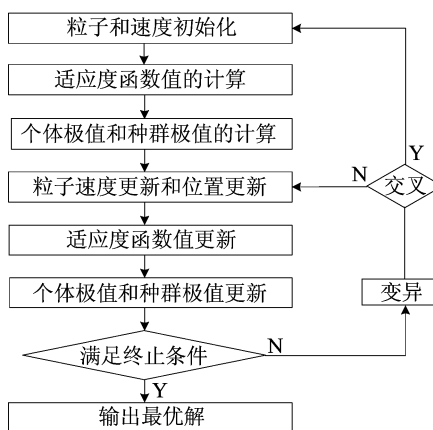 粒子和速度初始化
适应度函数值的计算
个体极值和种群极值的计算
Y
N
交叉
粒子速度更新和位置更新
适应度函数值更新
个体极值和种群极值更新
变异
满足终止条件
N
Y
输出最优解